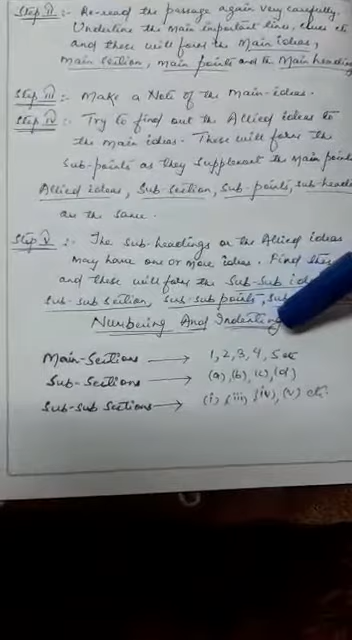 Step II :- Re-read the passage again very carefully.
Underline the main important lines, clues etc
and these will form the Main ideas,
main section, main points and the Main heading
Step III :- Make a Note of the main-ideas.
Step IV :- Try to find out the Allied ideas to
the main ideas. These will form the
Sub-points as they supplement the main points
Allied ideas, Sub-section, Sub-points, sub-head
are the same.
Step V :- The sub-headings or the Allied ideas
may have one or more ideas. Find
and these will form the Sub-Sub
sub-sub section, sub-sub points,
Numbering And Indenting
Main-Sections → 1, 2, 3, 4, 5 etc
Sub-Sections → (a), (b), (c), (d)
Sub-Sub Sections → (i), (iii), (iv), (v) etc.